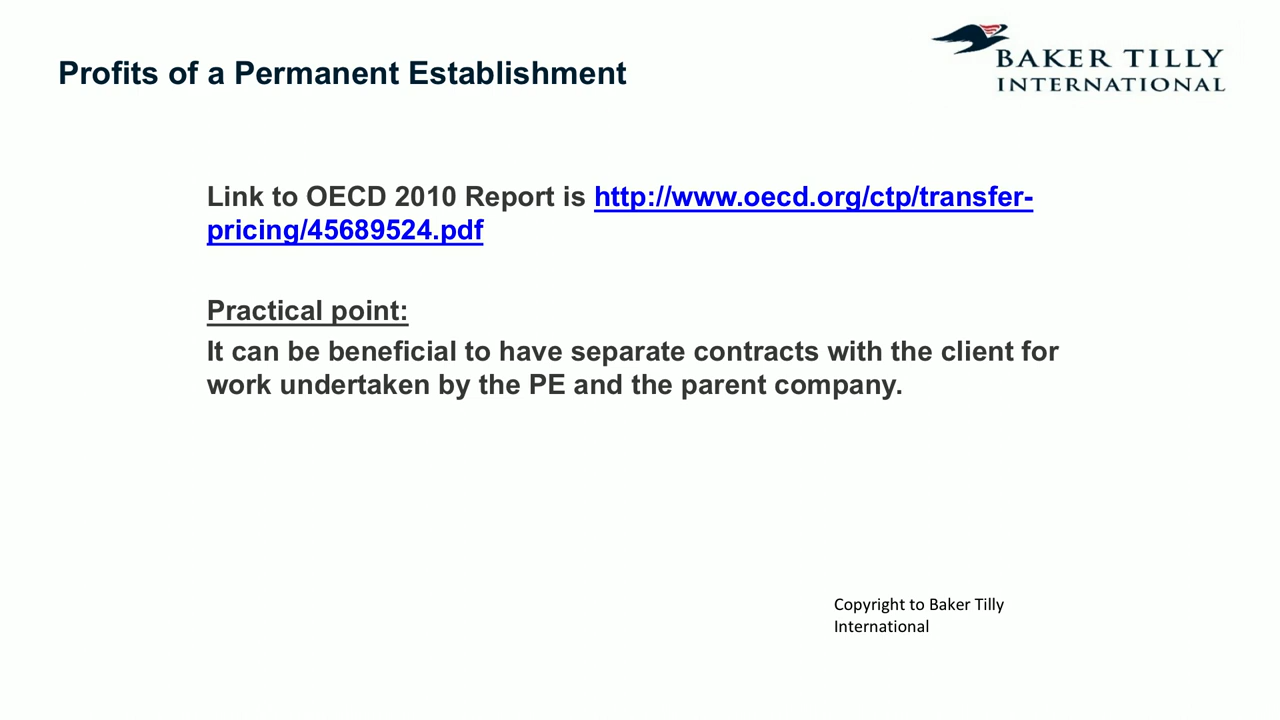 Profits of a Permanent Establishment
BAKER TILLY
INTERNATIONAL
Link to OECD 2010 Report is http://www.oecd.org/ctp/transfer-
pricing/45689524.pdf
Practical point:
It can be beneficial to have separate contracts with the client for
work undertaken by the PE and the parent company.
Copyright to Baker Tilly
International